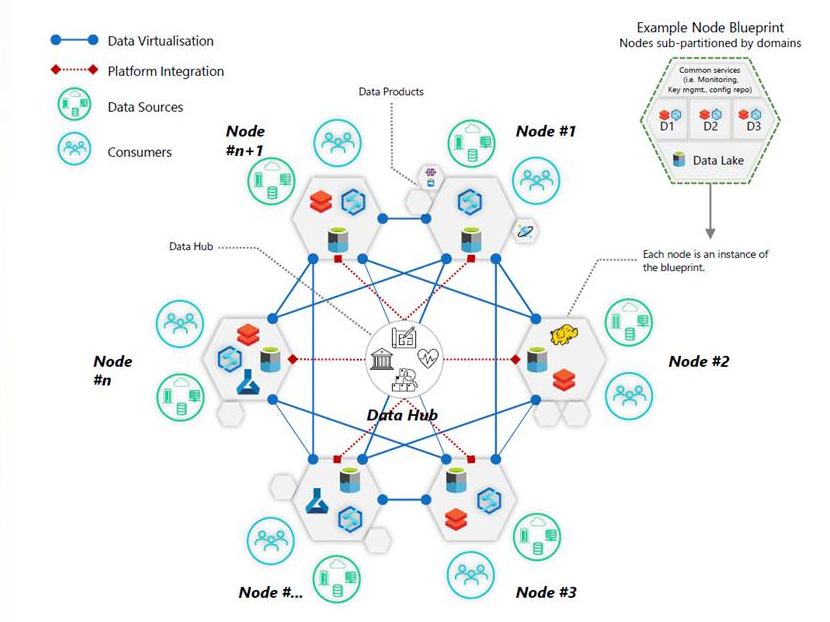 Data Virtualisation
Platform Integration
Data Sources
Consumers
Example Node Blueprint
Nodes sub-partitioned by domains
Common services
(i.e. Monitoring,
Key mgmt., config repo)
D1
D2
D3
Data Lake
Each node is an instance of
the blueprint.
Data Products
Node
#n+1
Node #1
Data Hub
Node
#n
Node #2
Data Hub
Node #...
Node #3